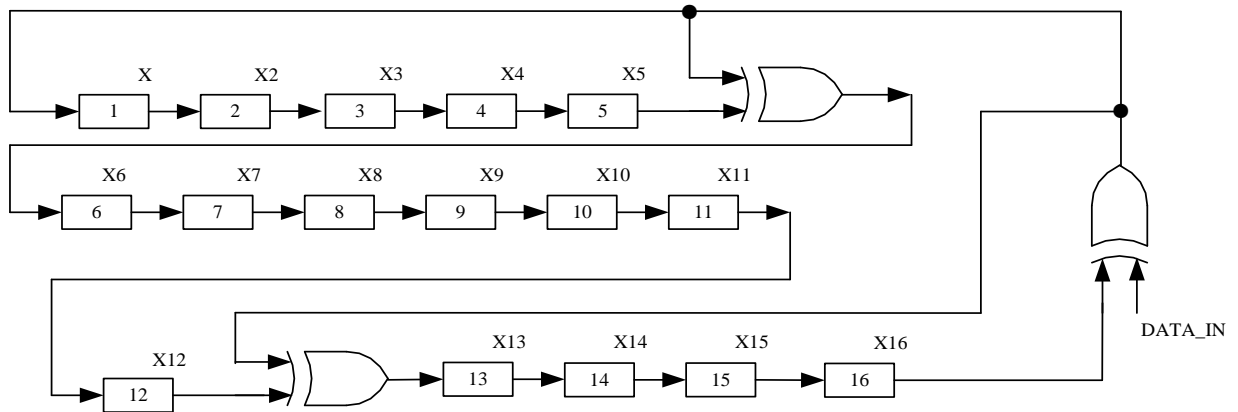 X X2 X3 X4 X5
1 2 3 4 5
X6 X7 X8 X9 X10 X11
6 7 8 9 10 11
DATA_IN
X12 X13 X14 X15 X16
12 13 14 15 16